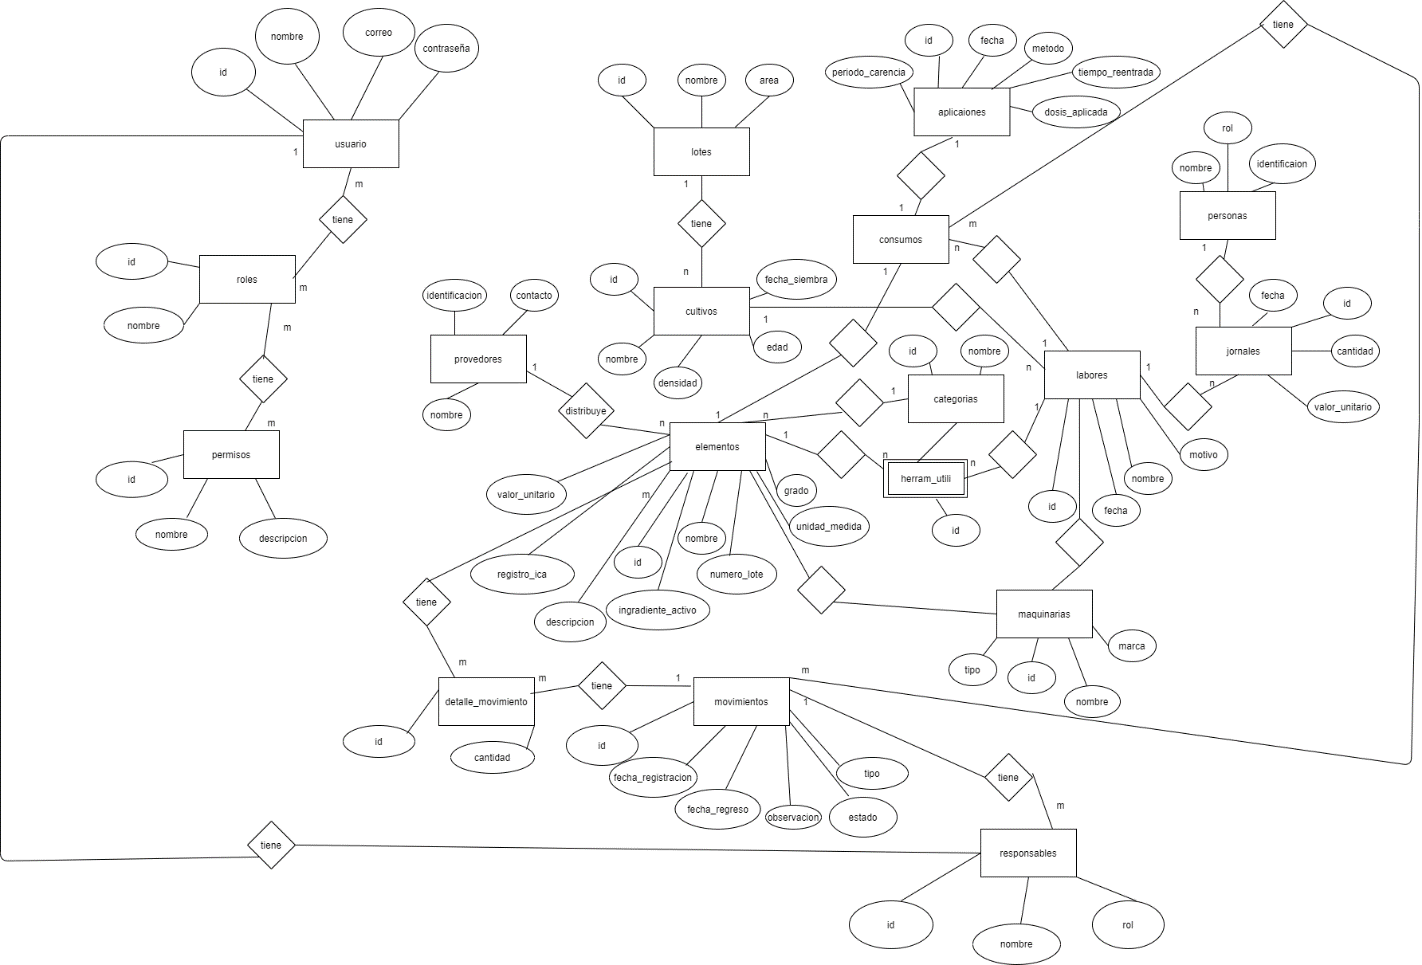 tiene
id
nombre
correo
contraseña
usuario
1
m
tiene
m
id
roles
nombre
m
tiene
m
permisos
id
nombre
descripcion
id
nombre
area
lotes
1
tiene
n
id
fecha_siembra
cultivos
1
nombre
densidad
edad
identificacion
contacto
provedores
1
nombre
distribuye
n
id
fecha
metodo
periodo_carencia
tiempo_reentrada
dosis_aplicada
aplicaiones
1
1
consumos
m
n
1
rol
nombre
identificaion
personas
1
n
fecha
id
jornales
cantidad
valor_unitario
n
1
1
labores
n
1
motivo
nombre
fecha
id
id
nombre
1
categorias
n
1
n
n
herram_utili
id
1
elementos
m
valor_unitario
registro_ica
descripcion
id
ingradiente_activo
nombre
numero_lote
grado
unidad_medida
maquinarias
tipo
id
nombre
marca
tiene
m
detalle_movimiento
m
tiene
1
id
cantidad
movimientos
m
1
id
fecha_registracion
fecha_regreso
observacion
estado
tipo
tiene
m
tiene
responsables
id
nombre
rol